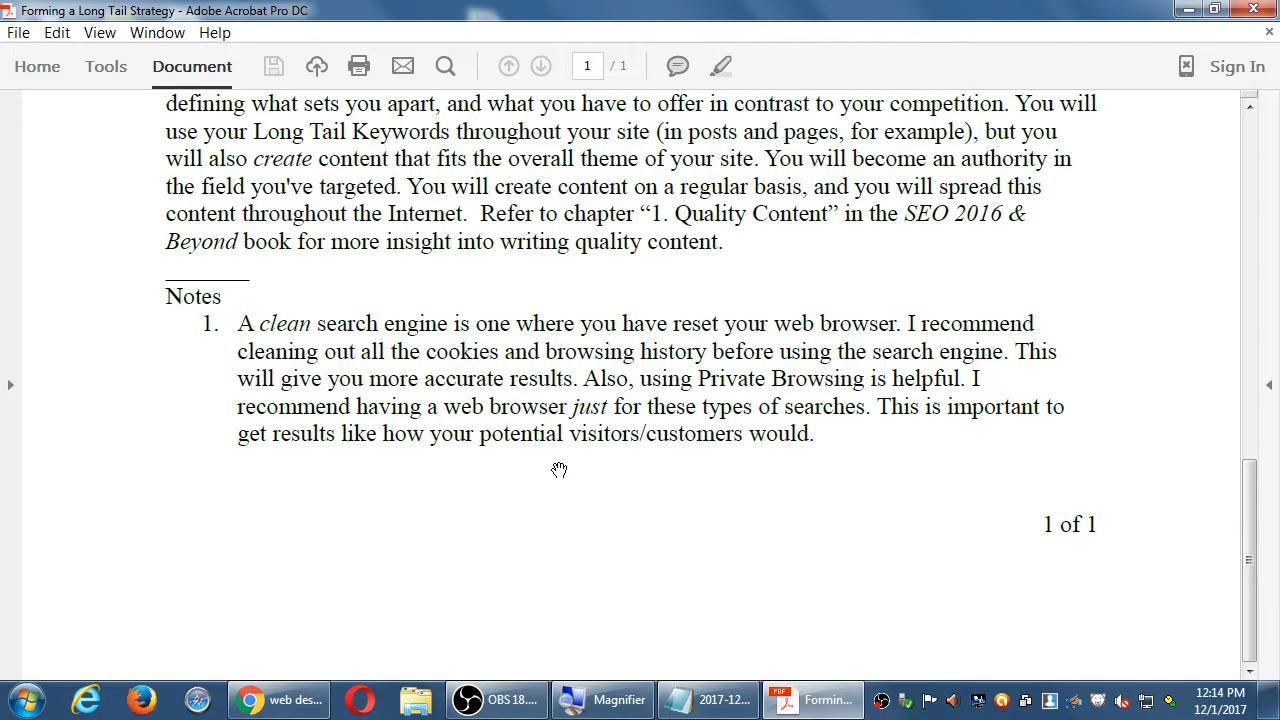 Forming a Long Tail Strategy - Adobe Acrobat Pro DC
File Edit View Window Help
Home Tools Document 1 / 1 Sign In
defining what sets you apart, and what you have to offer in contrast to your competition. You will
use your Long Tail Keywords throughout your site (in posts and pages, for example), but you
will also create content that fits the overall theme of your site. You will become an authority in
the field you've targeted. You will create content on a regular basis, and you will spread this
content throughout the Internet.  Refer to chapter “1. Quality Content” in the SEO 2016 &
Beyond book for more insight into writing quality content.
Notes
1. A clean search engine is one where you have reset your web browser. I recommend
cleaning out all the cookies and browsing history before using the search engine. This
will give you more accurate results. Also, using Private Browsing is helpful. I
recommend having a web browser just for these types of searches. This is important to
get results like how your potential visitors/customers would.
1 of 1
web des... OBS 18.... Magnifier 2017-12... PDF Formin... 12:14 PM
12/1/2017